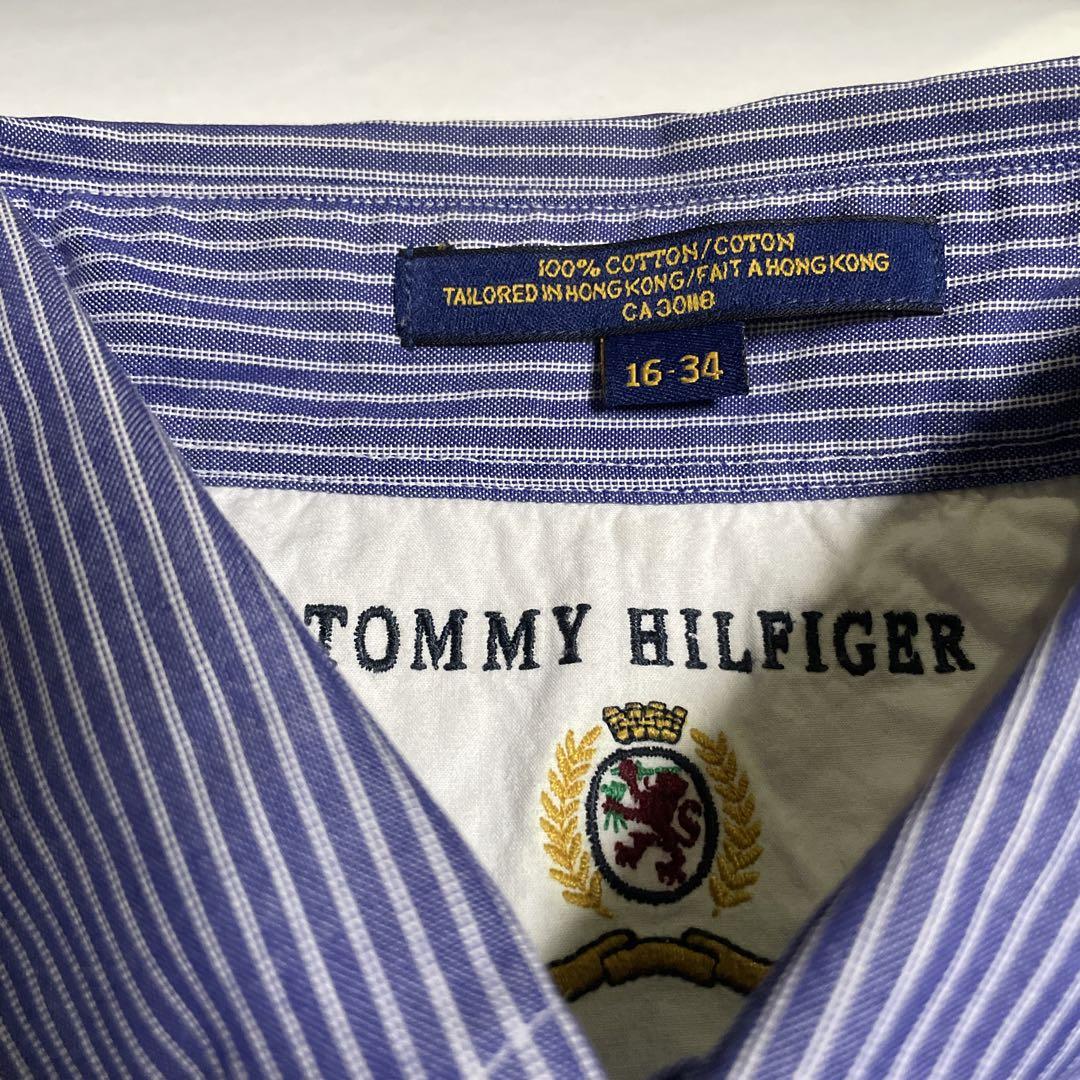 100% COTTON/COTON
TAILORED IN HONG KONG/FAIT A HONG KONG
CA 30118
16-34
TOMMY HILFIGER